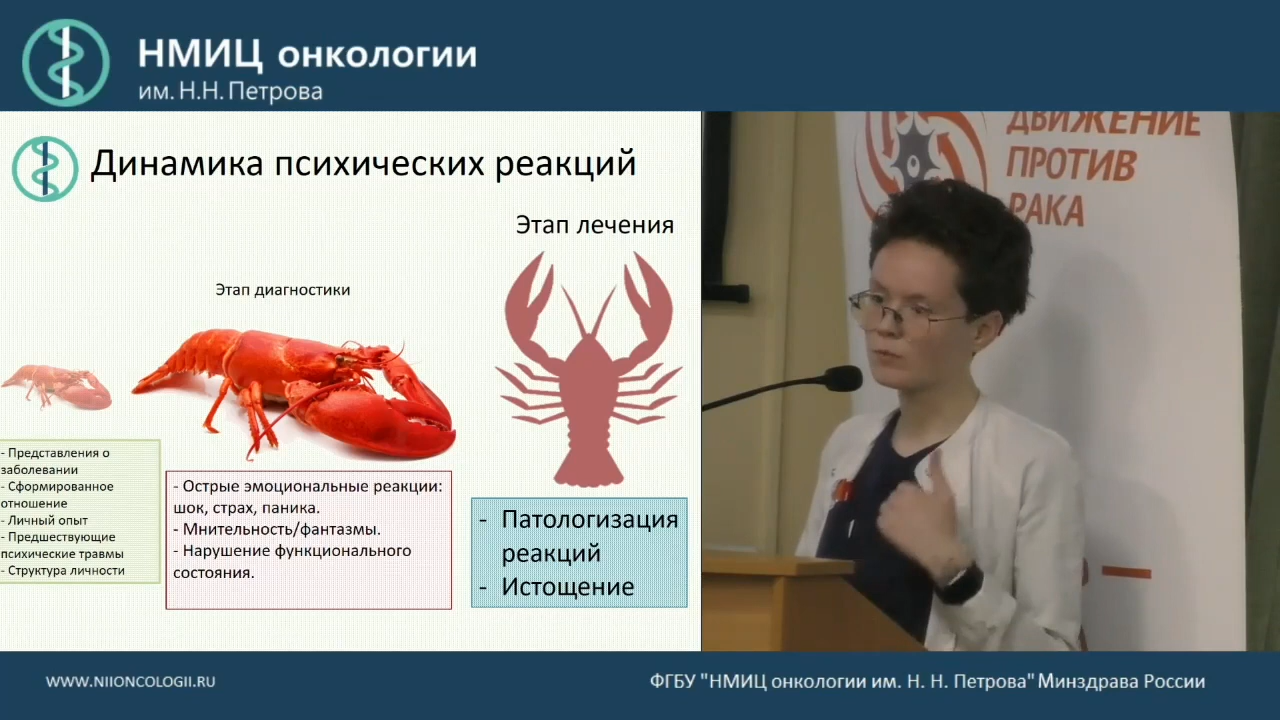 НМИЦ онкологии
им. Н.Н. Петрова
Динамика психических реакций
Этап лечения
Этап диагностики
- Представления о
заболевании
- Сформированное
отношение
- Личный опыт
- Предшествующие
психические травмы
- Структура личности
- Острые эмоциональные реакции:
шок, страх, паника.
- Мнительность/фантазмы.
- Нарушение функционального
состояния.
- Патологизация
реакций
- Истощение
ДВИЖЕНИЕ
ПРОТИВ
РАКА
WWW.NIIONCOLOGII.RU
ФГБУ "НМИЦ онкологии им. Н. Н. Петрова" Минздрава России